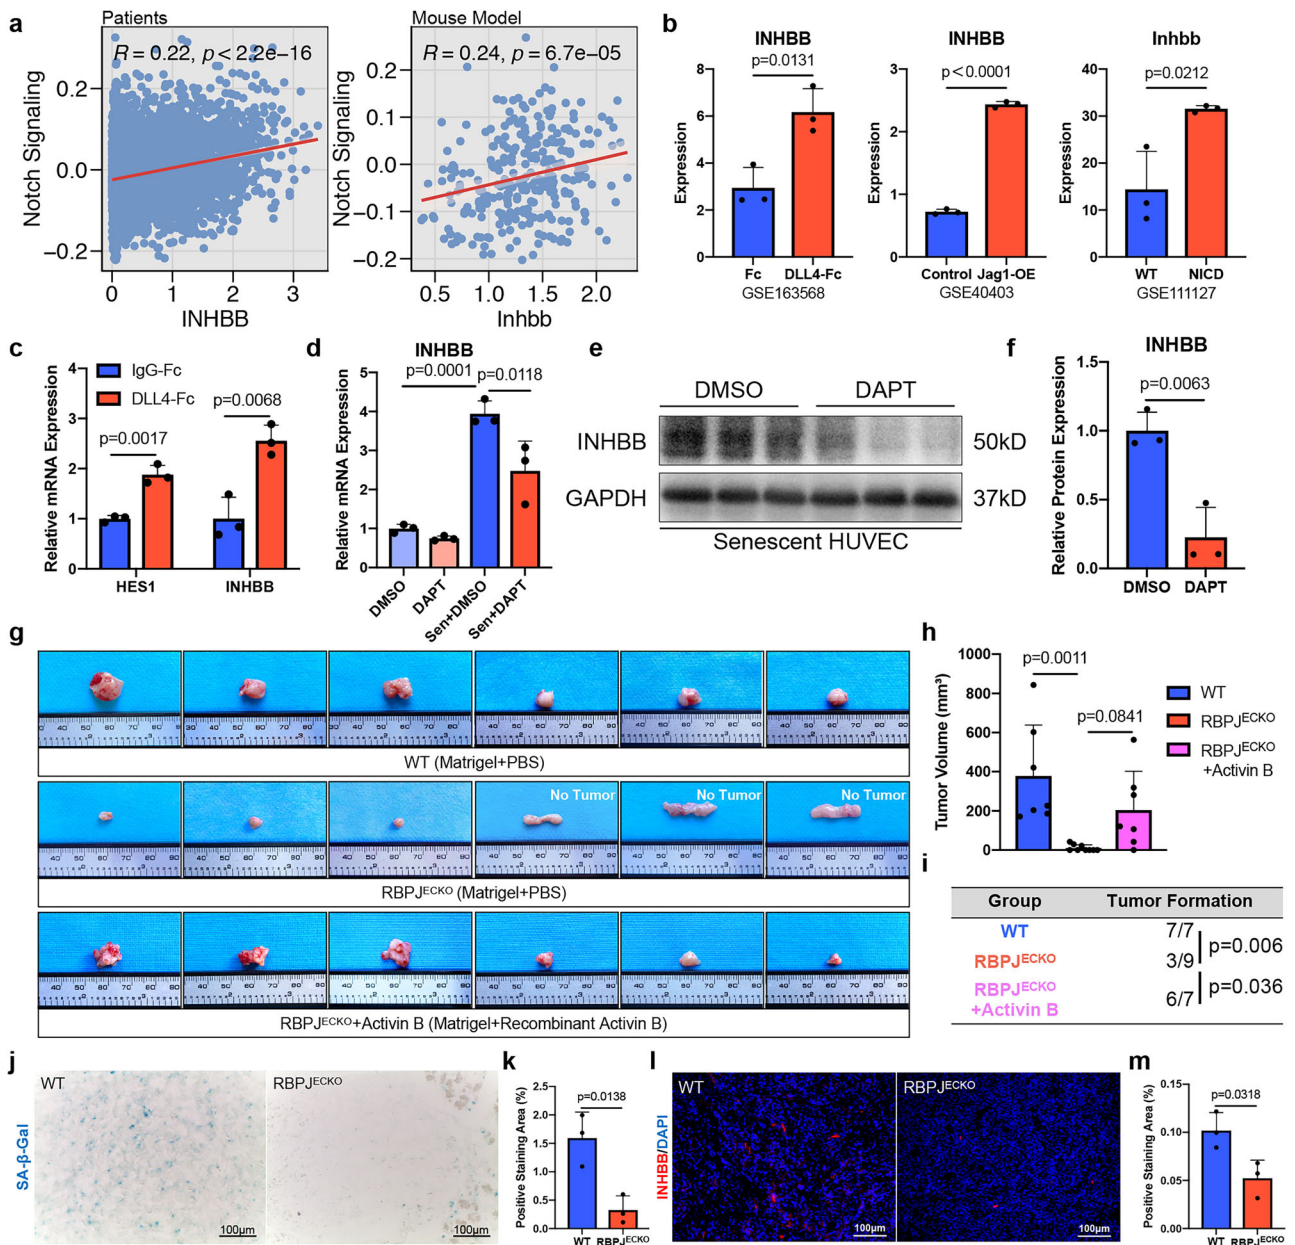 a
Patients
R = 0.22, p < 2.2e−16
Notch Signaling
0.2
0.0
−0.2
0
1
2
3
INHBB
Mouse Model
R = 0.24, p = 6.7e−05
Notch Signaling
0.2
0.1
0.0
−0.1
−0.2
0.5
1.0
1.5
2.0
Inhbb
b
INHBB
p=0.0131
Expression
8
6
4
2
0
Fc DLL4-Fc
GSE163568
INHBB
p<0.0001
Expression
3
2
1
0
Control Jag1-OE
GSE40403
Inhbb
p=0.0212
Expression
40
30
20
10
0
WT NICD
GSE111127
c
IgG-Fc
DLL4-Fc
p=0.0017
p=0.0068
Relative mRNA Expression
4
3
2
1
0
HES1 INHBB
d
INHBB
p=0.0001
p=0.0118
Relative mRNA Expression
5
4
3
2
1
0
DMSO
DAPT
Sen+DMSO
Sen+DAPT
e
DMSO DAPT
INHBB 50kD
GAPDH 37kD
Senescent HUVEC
f
INHBB
p=0.0063
Relative Protein Expression
1.5
1.0
0.5
0.0
DMSO DAPT
g
WT (Matrigel+PBS)
No Tumor
No Tumor
No Tumor
RBPJECKO (Matrigel+PBS)
RBPJECKO+Activin B (Matrigel+Recombinant Activin B)
h
p=0.0011
p=0.0841
Tumor Volume (mm³)
1000
800
600
400
200
0
WT
RBPJECKO
RBPJECKO
+Activin B
i
Group Tumor Formation
WT 7/7
p=0.006
RBPJECKO 3/9
p=0.036
RBPJECKO
+Activin B 6/7
j
SA-β-Gal
WT
100μm
RBPJECKO
100μm
k
p=0.0138
Positive Staining Area (%)
2.5
2.0
1.5
1.0
0.5
0.0
WT RBPJECKO
l
INHBB/DAPI
WT
100μm
RBPJECKO
100μm
m
p=0.0318
Positive Staining Area (%)
0.15
0.10
0.05
0.00
WT RBPJECKO